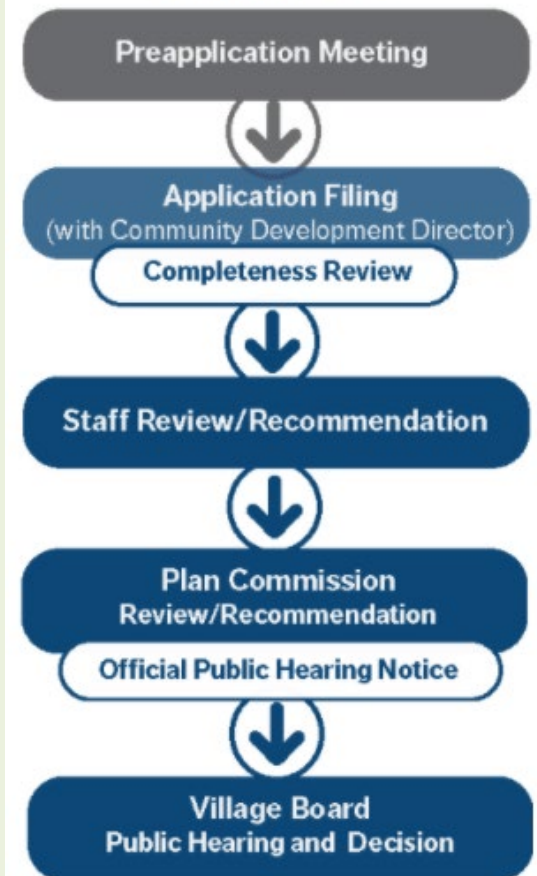 Preapplication Meeting
Application Filing
(with Community Development Director)
Completeness Review
Staff Review/Recommendation
Plan Commission
Review/Recommendation
Official Public Hearing Notice
Village Board
Public Hearing and Decision